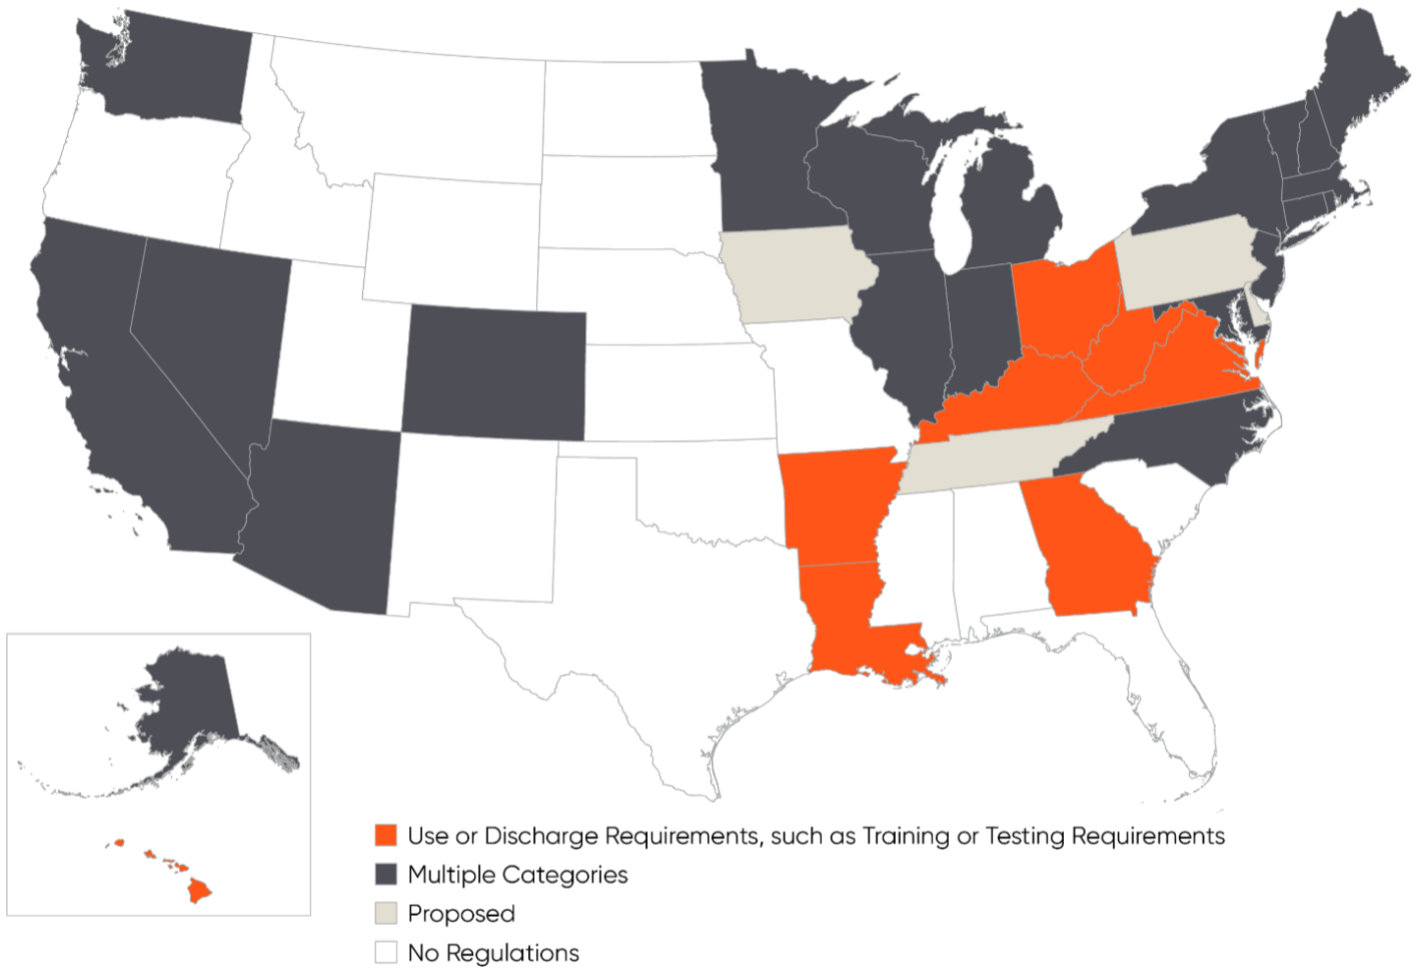 Use or Discharge Requirements, such as Training or Testing Requirements
Multiple Categories
Proposed
No Regulations